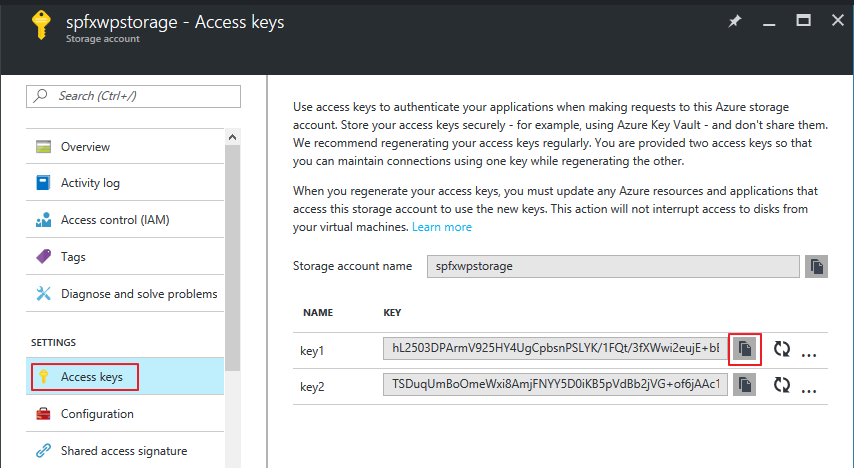 spfxwpstorage - Access keys
Storage account
Search (Ctrl+/)
Overview
Activity log
Access control (IAM)
Tags
Diagnose and solve problems
SETTINGS
Access keys
Configuration
Shared access signature
Use access keys to authenticate your applications when making requests to this Azure storage
account. Store your access keys securely - for example, using Azure Key Vault - and don't share them.
We recommend regenerating your access keys regularly. You are provided two access keys so that
you can maintain connections using one key while regenerating the other.
When you regenerate your access keys, you must update any Azure resources and applications that
access this storage account to use the new keys. This action will not interrupt access to disks from
your virtual machines. Learn more
Storage account name spfxwpstorage
NAME KEY
key1 hL2503DPArmV925HY4UgCpbsnPSLYK/1FQt/3fXWwi2eujE+bE
key2 TSDuqUmBoOmeWxi8AmjFNYY5D0iKB5pVdBb2jVG+of6jAAc1